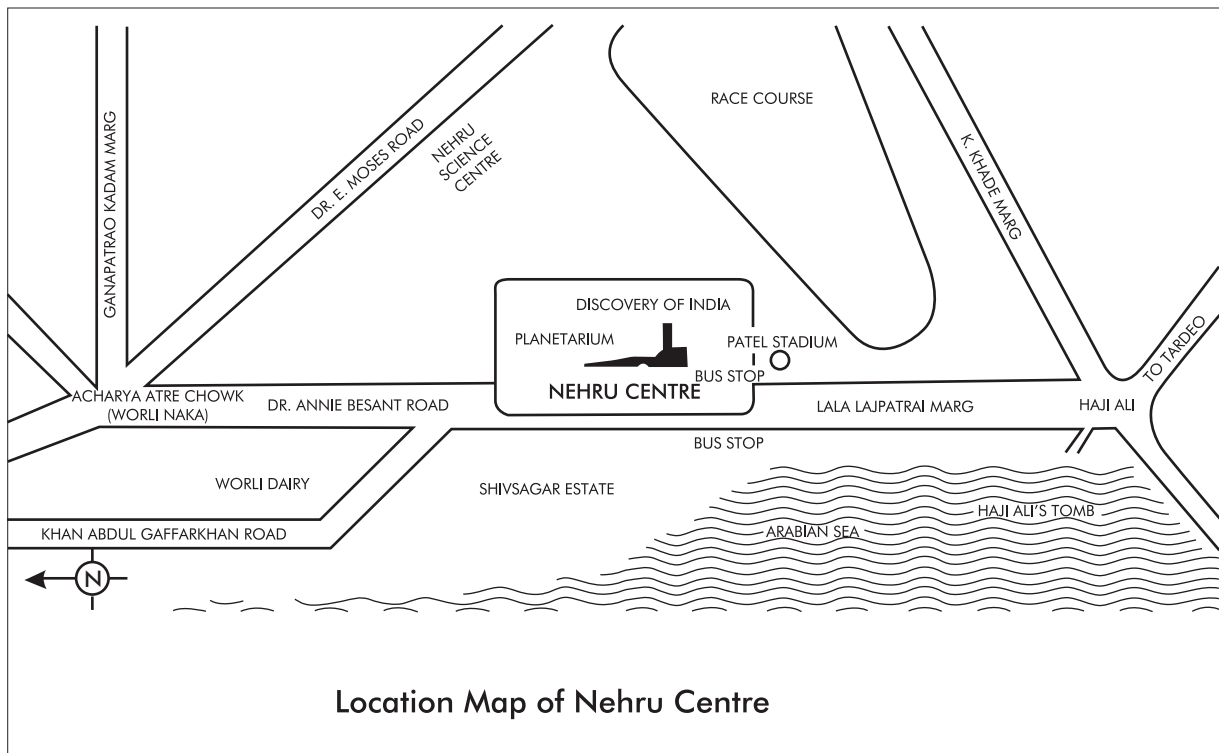 RACE COURSE
GANAPATRAO KADAM MARG
DR. E. MOSES ROAD
NEHRU
SCIENCE
CENTRE
K. KHADE MARG
DISCOVERY OF INDIA
PLANETARIUM
PATEL STADIUM
TO TARDEO
BUS STOP
NEHRU CENTRE
ACHARYA ATRE CHOWK
(WORLI NAKA)
DR. ANNIE BESANT ROAD
LALA LAJPATRAI MARG
HAJI ALI
BUS STOP
WORLI DAIRY
SHIVSAGAR ESTATE
HAJI ALI'S TOMB
KHAN ABDUL GAFFARKHAN ROAD
ARABIAN SEA
N
Location Map of Nehru Centre